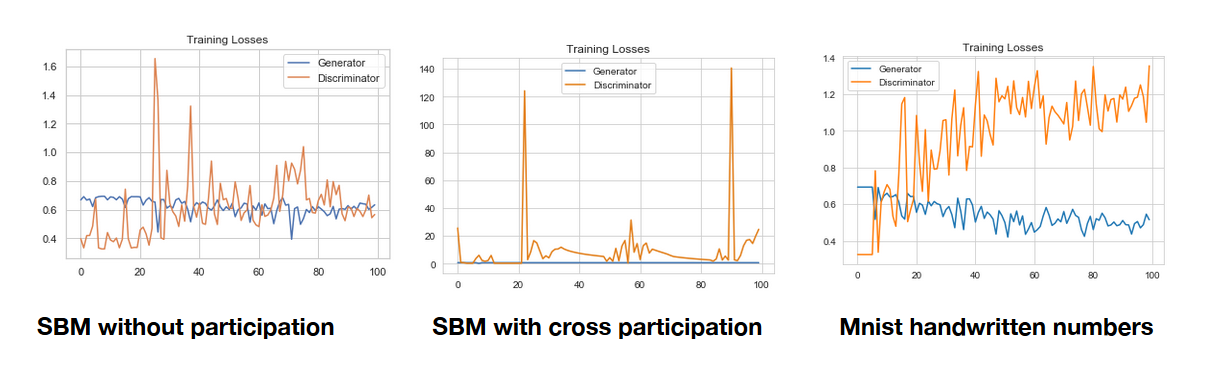 Training Losses
Generator
Discriminator
1.6
1.4
1.2
1.0
0.8
0.6
0.4
0 20 40 60 80 100
SBM without participation
Training Losses
Generator
Discriminator
140
120
100
80
60
40
20
0
0 20 40 60 80 100
SBM with cross participation
Training Losses
Generator
Discriminator
1.4
1.2
1.0
0.8
0.6
0.4
0 20 40 60 80 100
Mnist handwritten numbers